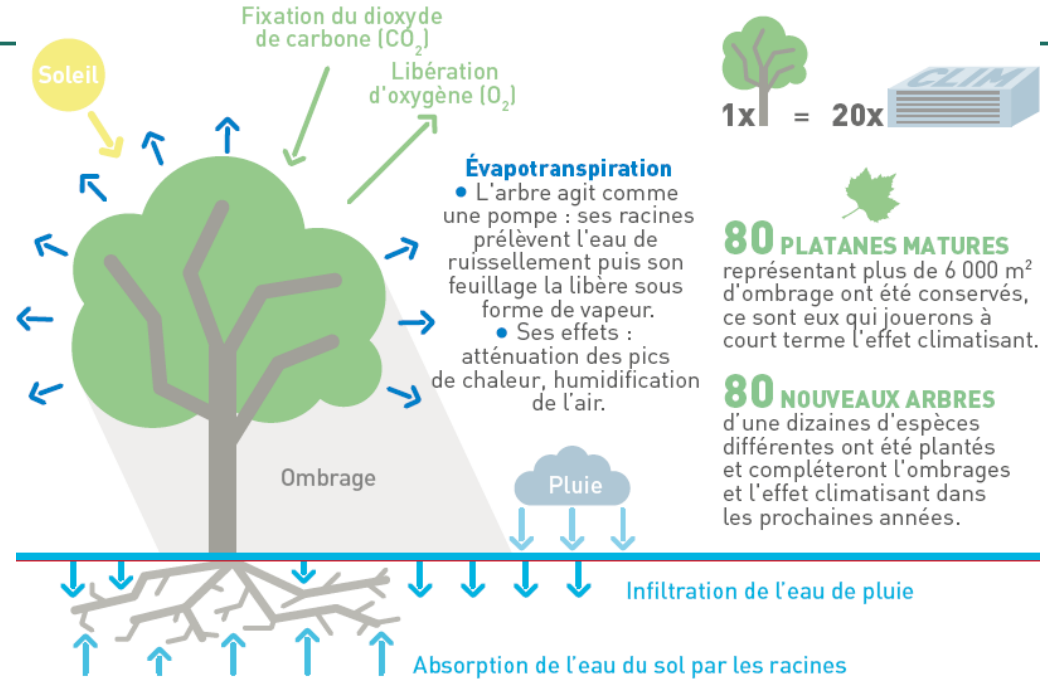 Fixation du dioxyde
de carbone (CO₂)
Soleil
Libération
d'oxygène (O₂)
CLIM
1x = 20x
Évapotranspiration
• L'arbre agit comme
une pompe : ses racines
prélèvent l'eau de
ruissellement puis son
feuillage la libère sous
forme de vapeur.
• Ses effets :
atténuation des pics
de chaleur, humidification
de l'air.
80 PLATANES MATURES
représentant plus de 6 000 m²
d'ombrage ont été conservés,
ce sont eux qui jouerons à
court terme l'effet climatisant.
80 NOUVEAUX ARBRES
d'une dizaines d'espèces
différentes ont été plantés
et compléteront l'ombrages
et l'effet climatisant dans
les prochaines années.
Ombrage
Pluie
Infiltration de l'eau de pluie
Absorption de l'eau du sol par les racines